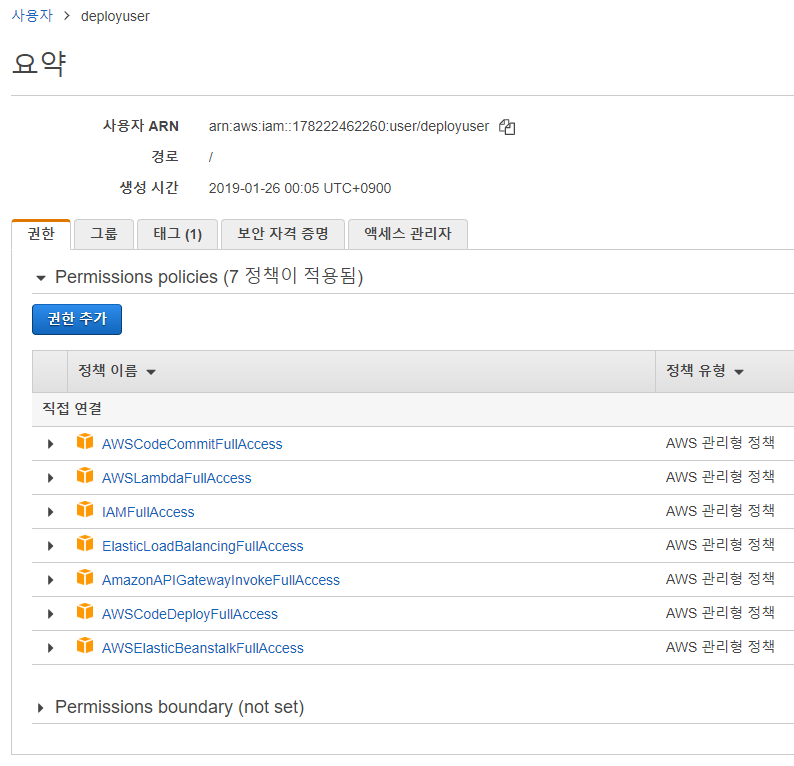 사용자 > deployuser
요약
사용자 ARN arn:aws:iam::178222462260:user/deployuser
경로 /
생성 시간 2019-01-26 00:05 UTC+0900
권한 그룹 태그 (1) 보안 자격 증명 액세스 관리자
Permissions policies (7 정책이 적용됨)
권한 추가
정책 이름 정책 유형
직접 연결
AWSCodeCommitFullAccess AWS 관리형 정책
AWSLambdaFullAccess AWS 관리형 정책
IAMFullAccess AWS 관리형 정책
ElasticLoadBalancingFullAccess AWS 관리형 정책
AmazonAPIGatewayInvokeFullAccess AWS 관리형 정책
AWSCodeDeployFullAccess AWS 관리형 정책
AWSElasticBeanstalkFullAccess AWS 관리형 정책
Permissions boundary (not set)